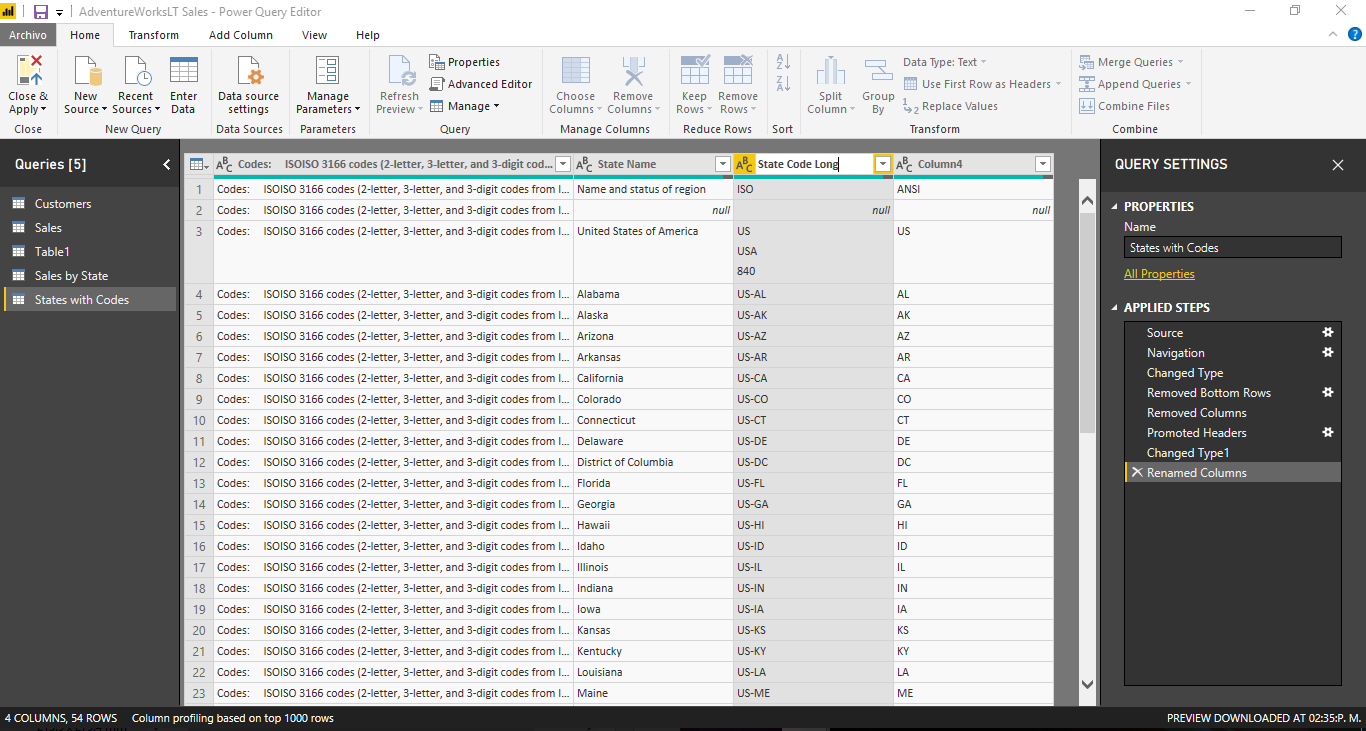 AdventureWorksLT Sales - Power Query Editor
Archivo Home Transform Add Column View Help
Close & Apply
New Source
Recent Sources
Enter Data
Data source settings
Manage Parameters
Refresh Preview
Properties
Advanced Editor
Manage
Choose Columns
Remove Columns
Keep Rows
Remove Rows
Split Column
Group By
Data Type: Text
Use First Row as Headers
Replace Values
Merge Queries
Append Queries
Combine Files
Close New Query Data Sources Parameters Query Manage Columns Reduce Rows Sort Transform Combine
Queries [5]
Customers
Sales
Table1
Sales by State
States with Codes
Codes: ISOISO 3166 codes (2-letter, 3-letter, and 3-digit cod... State Name State Code Long Column4
1 Codes: ISOISO 3166 codes (2-letter, 3-letter, and 3-digit codes from I... Name and status of region ISO ANSI
2 Codes: ISOISO 3166 codes (2-letter, 3-letter, and 3-digit codes from I... null null null
3 Codes: ISOISO 3166 codes (2-letter, 3-letter, and 3-digit codes from I... United States of America US US
USA
840
4 Codes: ISOISO 3166 codes (2-letter, 3-letter, and 3-digit codes from I... Alabama US-AL AL
5 Codes: ISOISO 3166 codes (2-letter, 3-letter, and 3-digit codes from I... Alaska US-AK AK
6 Codes: ISOISO 3166 codes (2-letter, 3-letter, and 3-digit codes from I... Arizona US-AZ AZ
7 Codes: ISOISO 3166 codes (2-letter, 3-letter, and 3-digit codes from I... Arkansas US-AR AR
8 Codes: ISOISO 3166 codes (2-letter, 3-letter, and 3-digit codes from I... California US-CA CA
9 Codes: ISOISO 3166 codes (2-letter, 3-letter, and 3-digit codes from I... Colorado US-CO CO
10 Codes: ISOISO 3166 codes (2-letter, 3-letter, and 3-digit codes from I... Connecticut US-CT CT
11 Codes: ISOISO 3166 codes (2-letter, 3-letter, and 3-digit codes from I... Delaware US-DE DE
12 Codes: ISOISO 3166 codes (2-letter, 3-letter, and 3-digit codes from I... District of Columbia US-DC DC
13 Codes: ISOISO 3166 codes (2-letter, 3-letter, and 3-digit codes from I... Florida US-FL FL
14 Codes: ISOISO 3166 codes (2-letter, 3-letter, and 3-digit codes from I... Georgia US-GA GA
15 Codes: ISOISO 3166 codes (2-letter, 3-letter, and 3-digit codes from I... Hawaii US-HI HI
16 Codes: ISOISO 3166 codes (2-letter, 3-letter, and 3-digit codes from I... Idaho US-ID ID
17 Codes: ISOISO 3166 codes (2-letter, 3-letter, and 3-digit codes from I... Illinois US-IL IL
18 Codes: ISOISO 3166 codes (2-letter, 3-letter, and 3-digit codes from I... Indiana US-IN IN
19 Codes: ISOISO 3166 codes (2-letter, 3-letter, and 3-digit codes from I... Iowa US-IA IA
20 Codes: ISOISO 3166 codes (2-letter, 3-letter, and 3-digit codes from I... Kansas US-KS KS
21 Codes: ISOISO 3166 codes (2-letter, 3-letter, and 3-digit codes from I... Kentucky US-KY KY
22 Codes: ISOISO 3166 codes (2-letter, 3-letter, and 3-digit codes from I... Louisiana US-LA LA
23 Codes: ISOISO 3166 codes (2-letter, 3-letter, and 3-digit codes from I... Maine US-ME ME
QUERY SETTINGS
PROPERTIES
Name
States with Codes
All Properties
APPLIED STEPS
Source
Navigation
Changed Type
Removed Bottom Rows
Removed Columns
Promoted Headers
Changed Type1
Renamed Columns
4 COLUMNS, 54 ROWS Column profiling based on top 1000 rows PREVIEW DOWNLOADED AT 02:35:P. M.